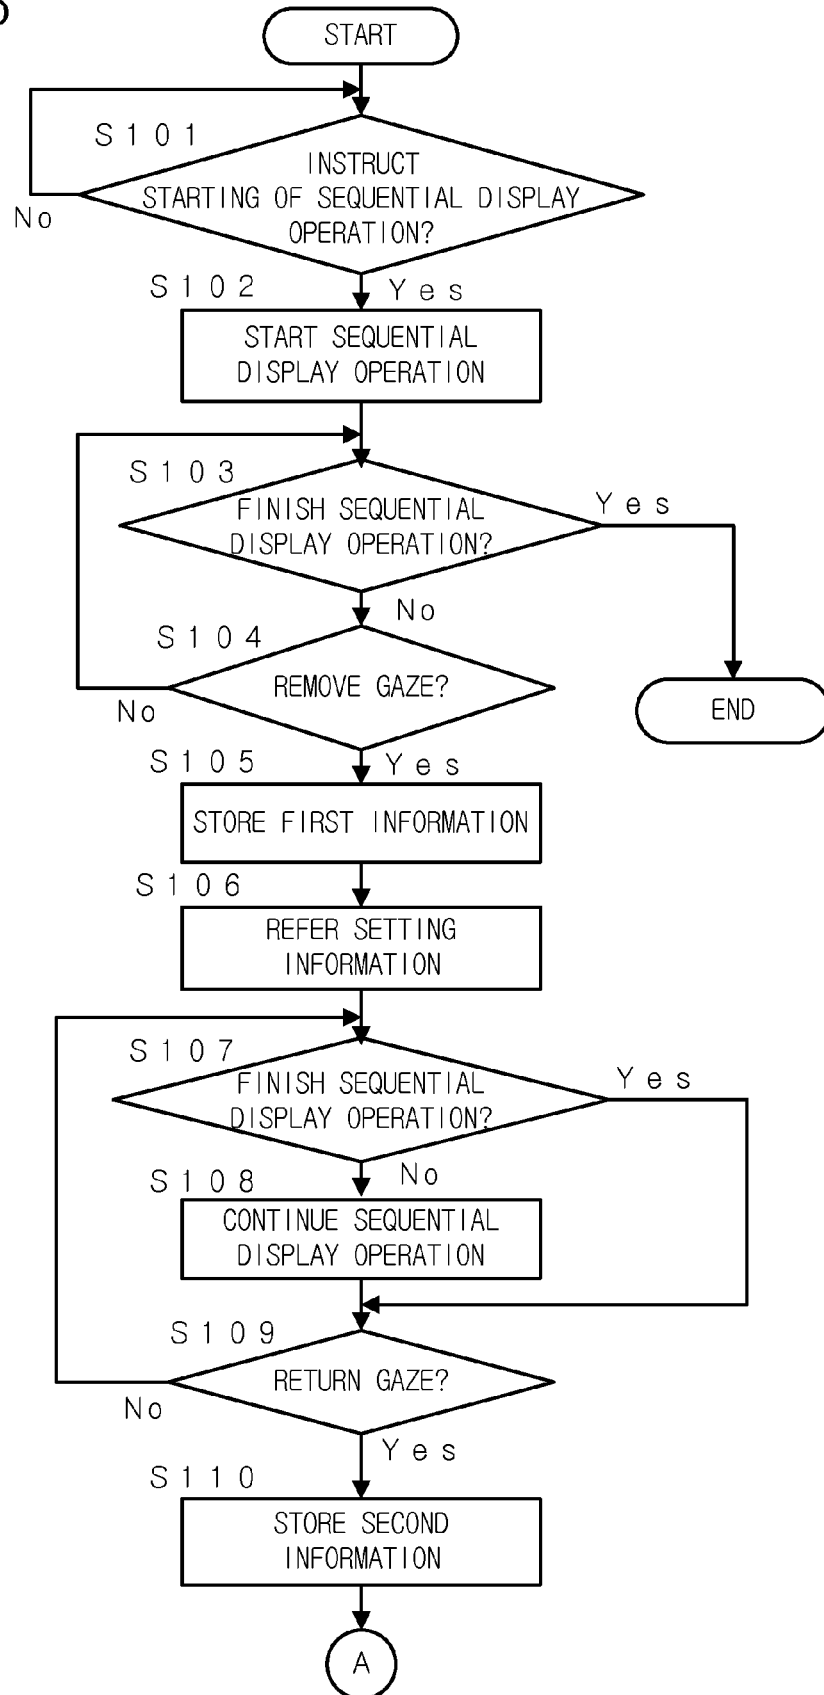 START
S101
INSTRUCT
STARTING OF SEQUENTIAL DISPLAY
OPERATION?
No
S102
Yes
START SEQUENTIAL
DISPLAY OPERATION
S103
FINISH SEQUENTIAL
DISPLAY OPERATION?
Yes
No
S104
REMOVE GAZE?
No
END
S105
Yes
STORE FIRST INFORMATION
S106
REFER SETTING
INFORMATION
S107
FINISH SEQUENTIAL
DISPLAY OPERATION?
Yes
No
S108
CONTINUE SEQUENTIAL
DISPLAY OPERATION
S109
RETURN GAZE?
No
Yes
S110
STORE SECOND
INFORMATION
A